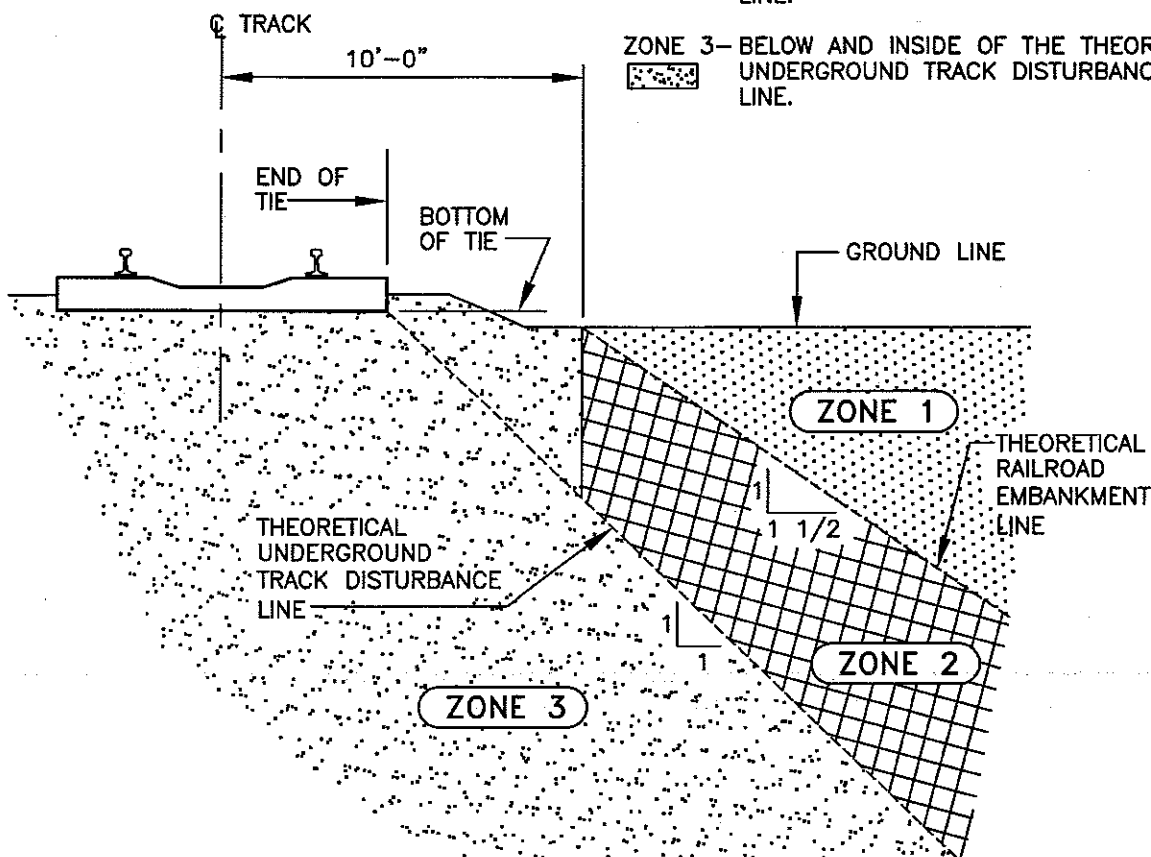 LINE.
ZONE 3- BELOW AND INSIDE OF THE
UNDERGROUND TRACK
LINE.
℄ TRACK
10'-0"
END OF
TIE
BOTTOM
OF TIE
GROUND LINE
ZONE 1
THEORETICAL
RAILROAD
EMBANKMENT
LINE
1
1 1/2
THEORETICAL
UNDERGROUND
TRACK DISTURBANCE
LINE
1
1
ZONE 2
ZONE 3